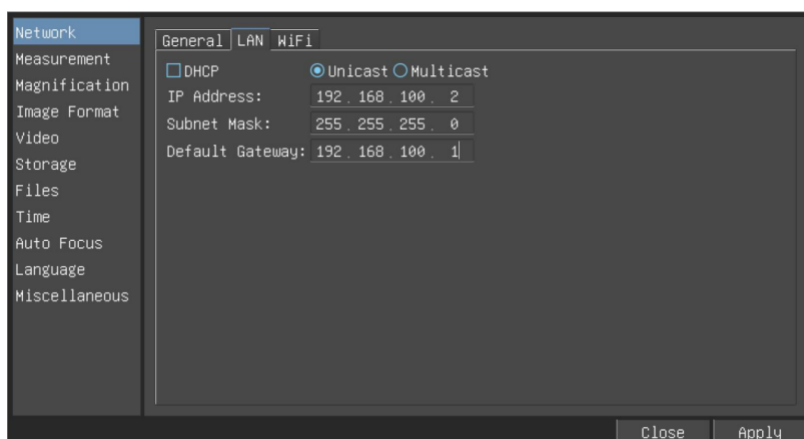 Network
Measurement
Magnification
Image Format
Video
Storage
Files
Time
Auto Focus
Language
Miscellaneous
General LAN WiFi
DHCP Unicast Multicast
IP Address: 192 . 168 . 100 . 2
Subnet Mask: 255 . 255 . 255 . 0
Default Gateway: 192 . 168 . 100 . 1
Close Apply